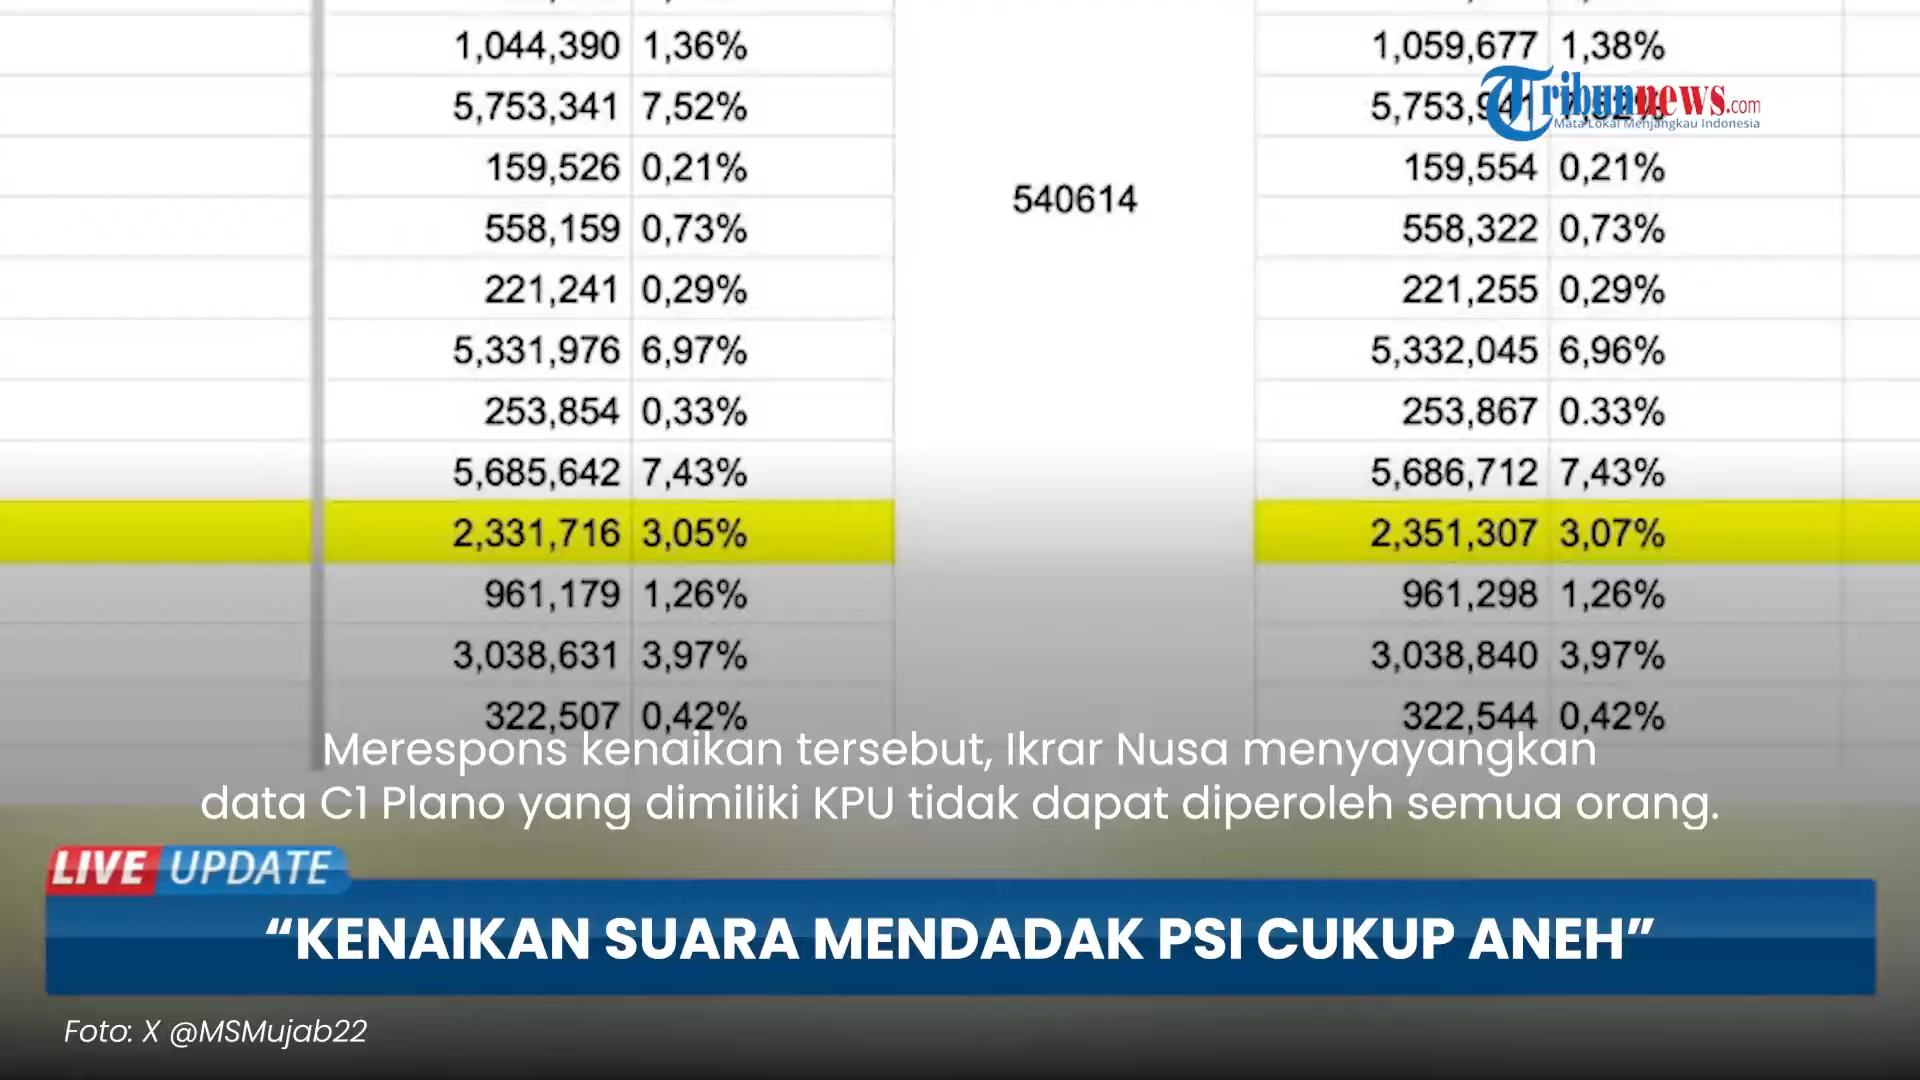 1,044,390 1,36% 1,059,677 1,38%
Tribunnews.com
Mata Lokal Menjangkau Indonesia
5,753,341 7,52% 5,753,941 7,52%
159,526 0,21% 159,554 0,21%
540614
558,159 0,73% 558,322 0,73%
221,241 0,29% 221,255 0,29%
5,331,976 6,97% 5,332,045 6,96%
253,854 0,33% 253,867 0.33%
5,685,642 7,43% 5,686,712 7,43%
2,331,716 3,05% 2,351,307 3,07%
961,179 1,26% 961,298 1,26%
3,038,631 3,97% 3,038,840 3,97%
322,507 0,42% 322,544 0,42%
Merespons kenaikan tersebut, Ikrar Nusa menyayangkan
data C1 Plano yang dimiliki KPU tidak dapat diperoleh semua orang.
LIVE UPDATE
“KENAIKAN SUARA MENDADAK PSI CUKUP ANEH”
Foto: X @MSMujab22